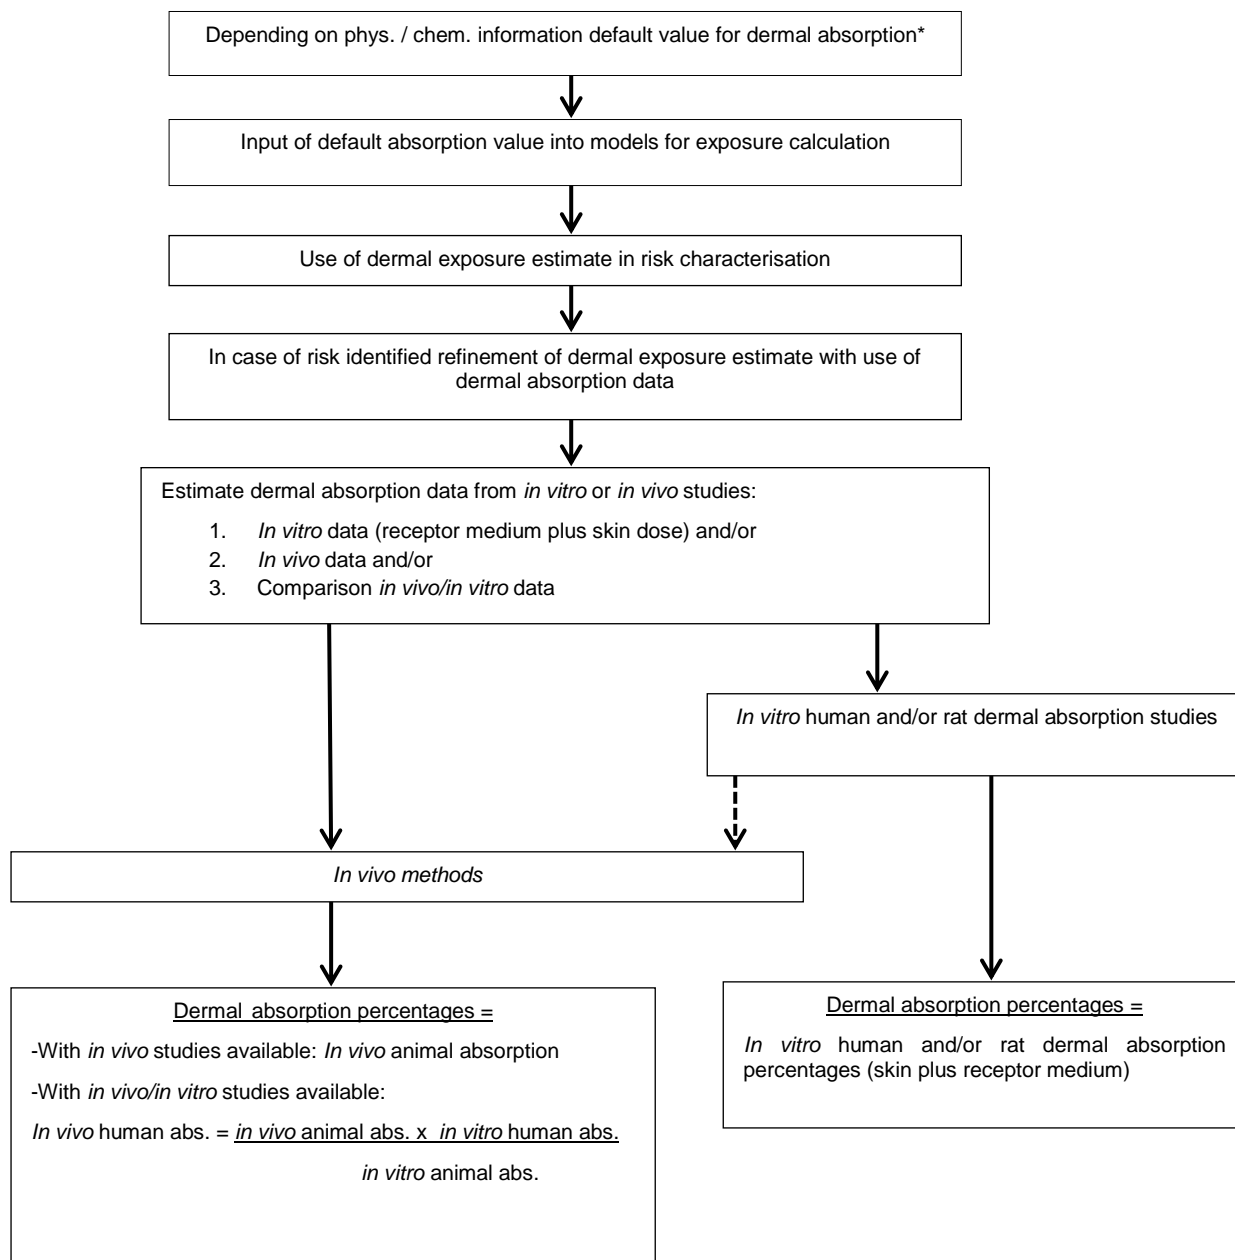 Depending on phys. / chem. information default value for dermal absorption*
Input of default absorption value into models for exposure calculation
Use of dermal exposure estimate in risk characterisation
In case of risk identified refinement of dermal exposure estimate with use of
dermal absorption data
Estimate dermal absorption data from in vitro or in vivo studies:
1. In vitro data (receptor medium plus skin dose) and/or
2. In vivo data and/or
3. Comparison in vivo/in vitro data
In vitro human and/or rat dermal absorption studies
In vivo methods
Dermal absorption percentages =
-With in vivo studies available: In vivo animal absorption
-With in vivo/in vitro studies available:
In vivo human abs. = in vivo animal abs. x in vitro human abs.
in vitro animal abs.
Dermal absorption percentages =
In vitro human and/or rat dermal absorption
percentages (skin plus receptor medium)